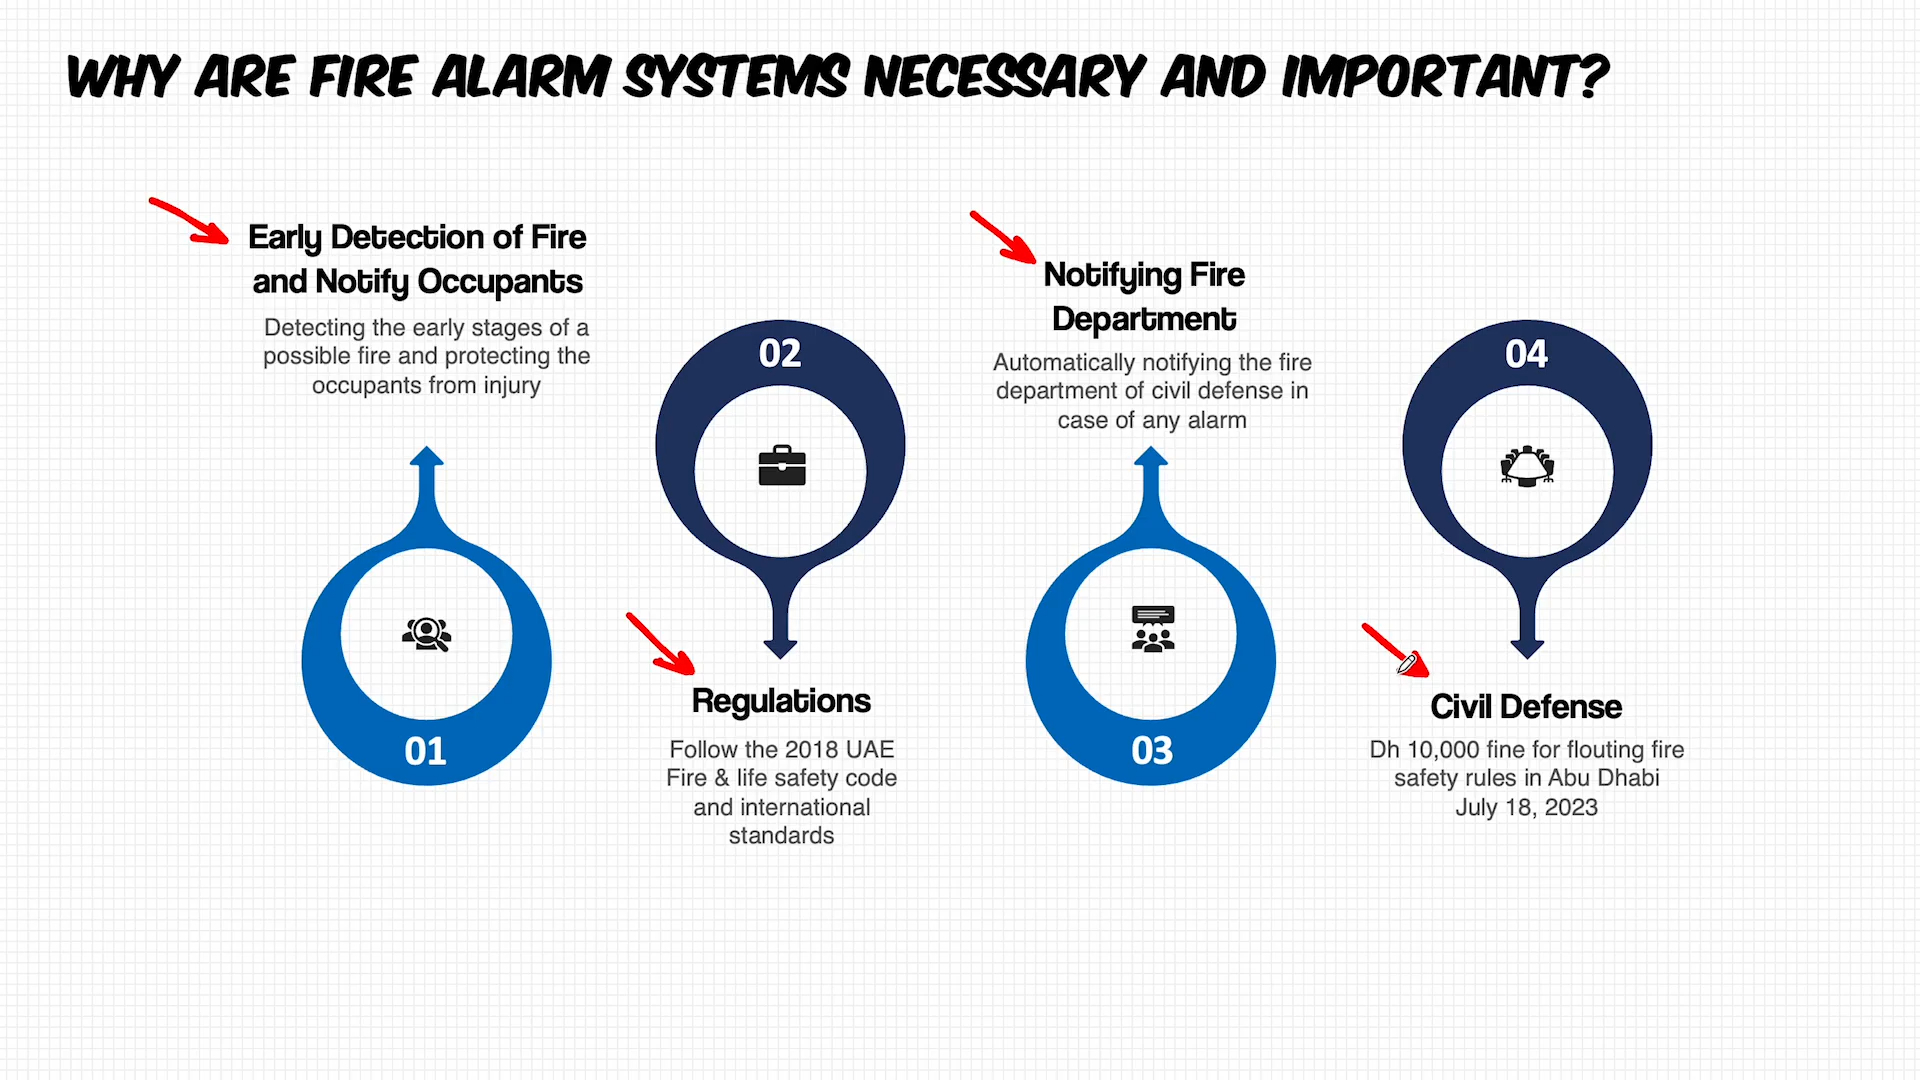 WHY ARE FIRE ALARM SYSTEMS NECESSARY AND IMPORTANT?
Early Detection of Fire
and Notify Occupants
Detecting the early stages of a
possible fire and protecting the
occupants from injury
01
02
Regulations
Follow the 2018 UAE
Fire & life safety code
and international
standards
Notifying Fire
Department
Automatically notifying the fire
department of civil defense in
case of any alarm
03
04
Civil Defense
Dh 10,000 fine for flouting fire
safety rules in Abu Dhabi
July 18, 2023